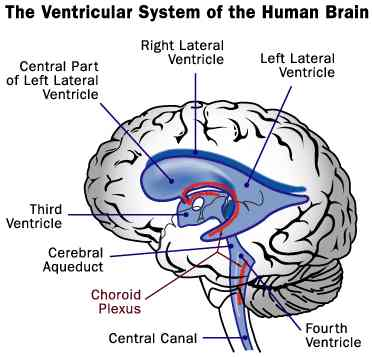 The Ventricular System of the Human Brain
Right Lateral
Ventricle
Left Lateral
Ventricle
Central Part
of Left Lateral
Ventricle
Third
Ventricle
Cerebral
Aqueduct
Choroid
Plexus
Central Canal
Fourth
Ventricle